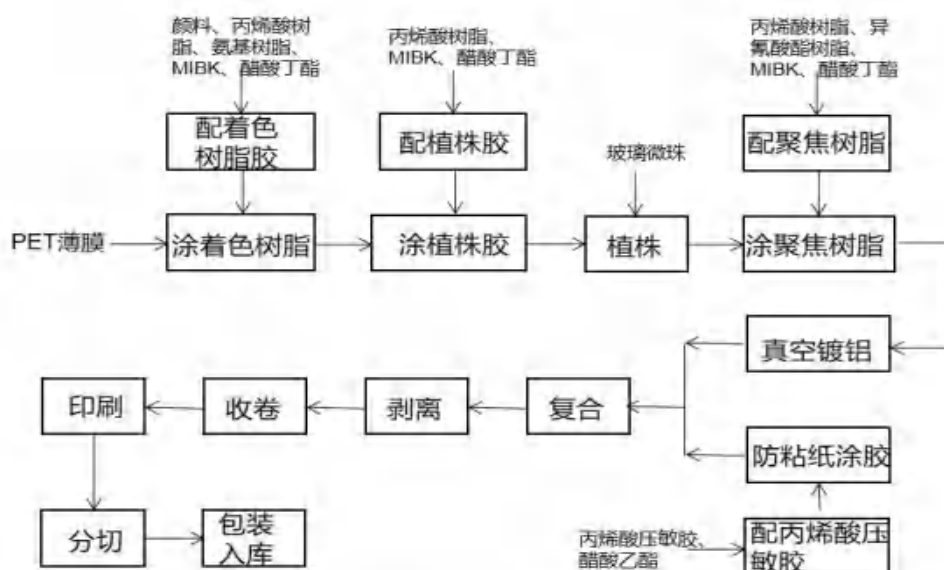 颜料、丙烯酸树
脂、氨基树脂、
MIBK、醋酸丁酯
丙烯酸树脂、
MIBK、醋酸丁酯
丙烯酸树脂、异
氰酸酯树脂、
MIBK、醋酸丁酯
配着色
树脂胶
配植株胶
玻璃微珠
配聚焦树脂
PET薄膜
涂着色树脂
涂植株胶
植株
涂聚焦树脂
真空镀铝
印刷
收卷
剥离
复合
防粘纸涂胶
分切
包装
入库
丙烯酸压敏胶、
醋酸乙酯
配丙烯酸压
敏胶